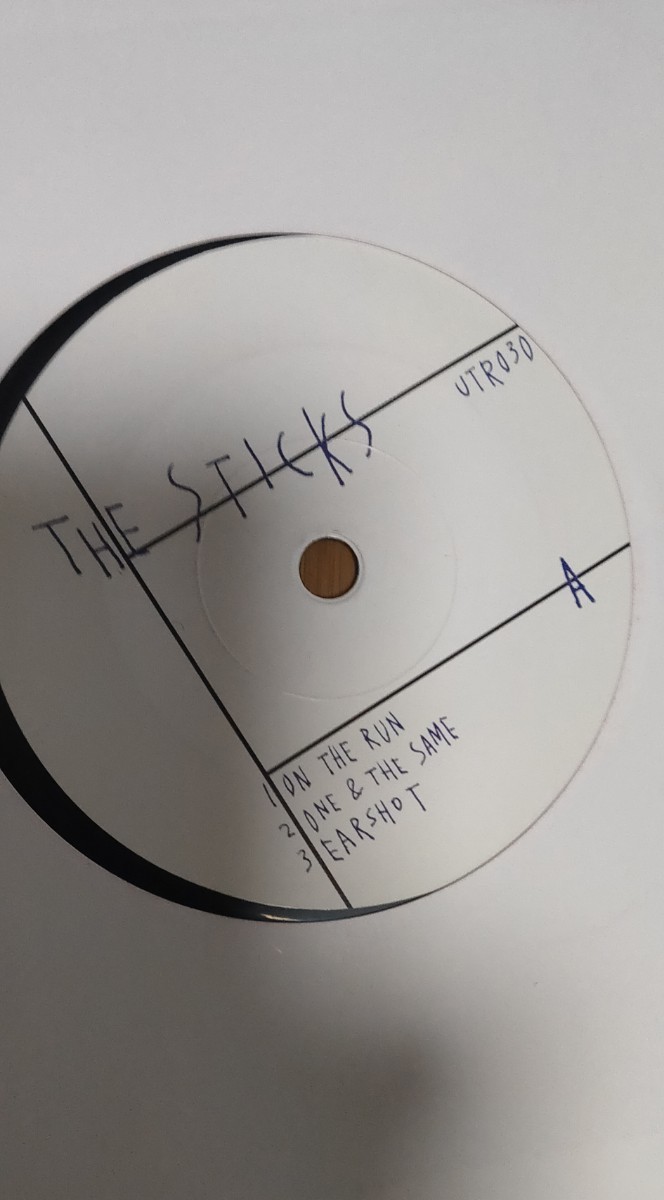 THE STICKS
UTR030
A
1 ON THE RUN
2 ONE & THE SAME
3 EARSHOT